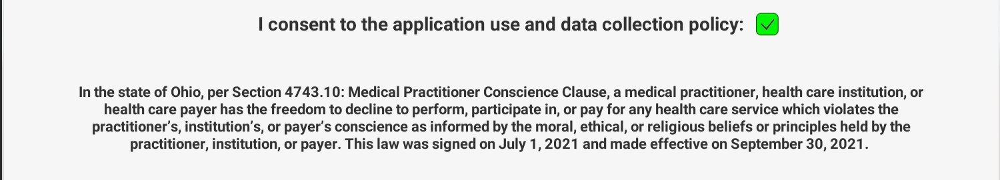 I consent to the application use and data collection policy:
In the state of Ohio, per Section 4743.10: Medical Practitioner Conscience Clause, a medical practitioner, health care institution, or
health care payer has the freedom to decline to perform, participate in, or pay for any health care service which violates the
practitioner’s, institution’s, or payer’s conscience as informed by the moral, ethical, or religious beliefs or principles held by the
practitioner, institution, or payer. This law was signed on July 1, 2021 and made effective on September 30, 2021.